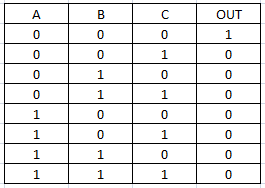 A B C OUT
0 0 0 1
0 0 1 0
0 1 0 0
0 1 1 0
1 0 0 0
1 0 1 0
1 1 0 0
1 1 1 0